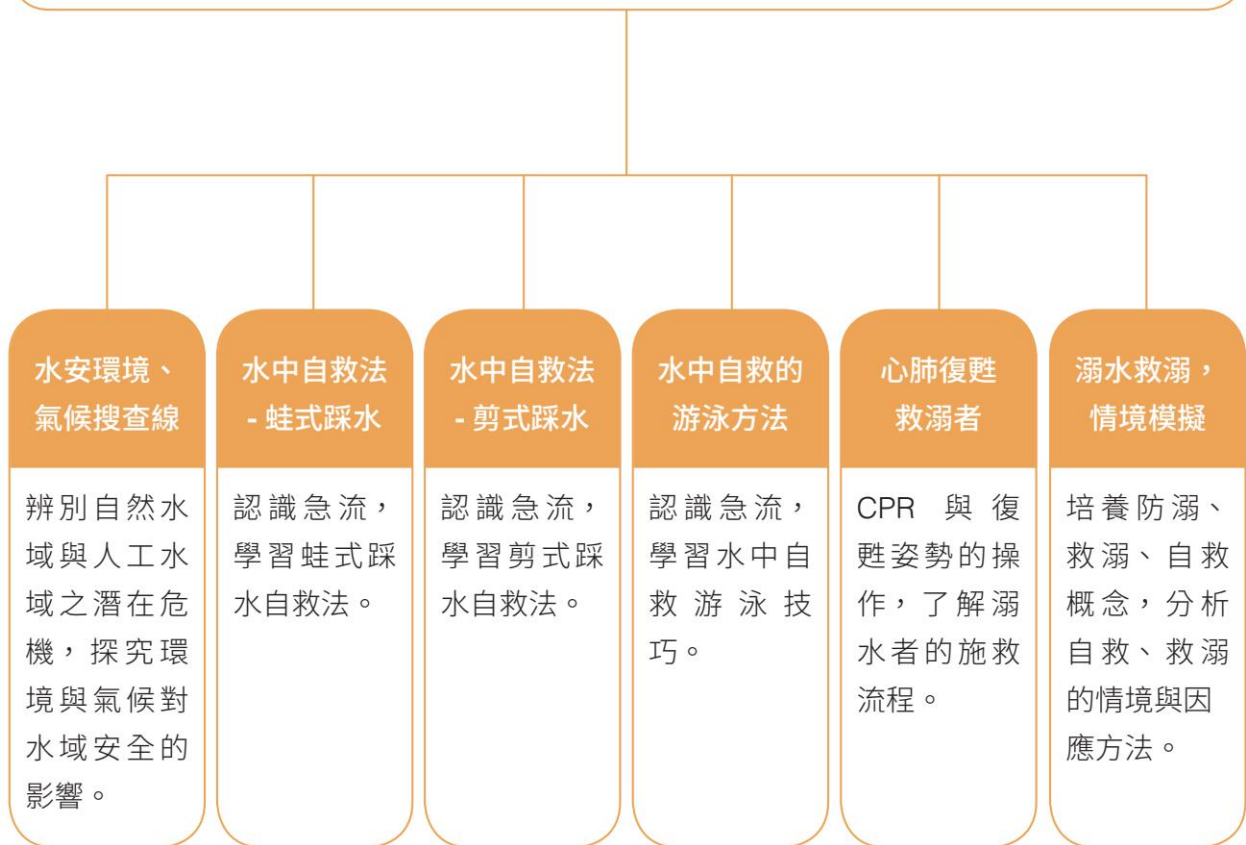 水安環境、
氣候搜查線
辨別自然水
域與人工水
域之潛在危
機，探究環
境與氣候對
水域安全的
影響。
水中自救法
- 蛙式踩水
認識急流，
學習蛙式踩
水自救法。
水中自救法
- 剪式踩水
認識急流，
學習剪式踩
水自救法。
水中自救的
游泳方法
認識急流，
學習水中自
救游泳技
巧。
心肺復甦
救溺者
CPR 與復
甦姿勢的操
作，了解溺
水者的施救
流程。
溺水救溺，
情境模擬
培養防溺、
救溺、自救
概念，分析
自救、救溺
的情境與因
應方法。